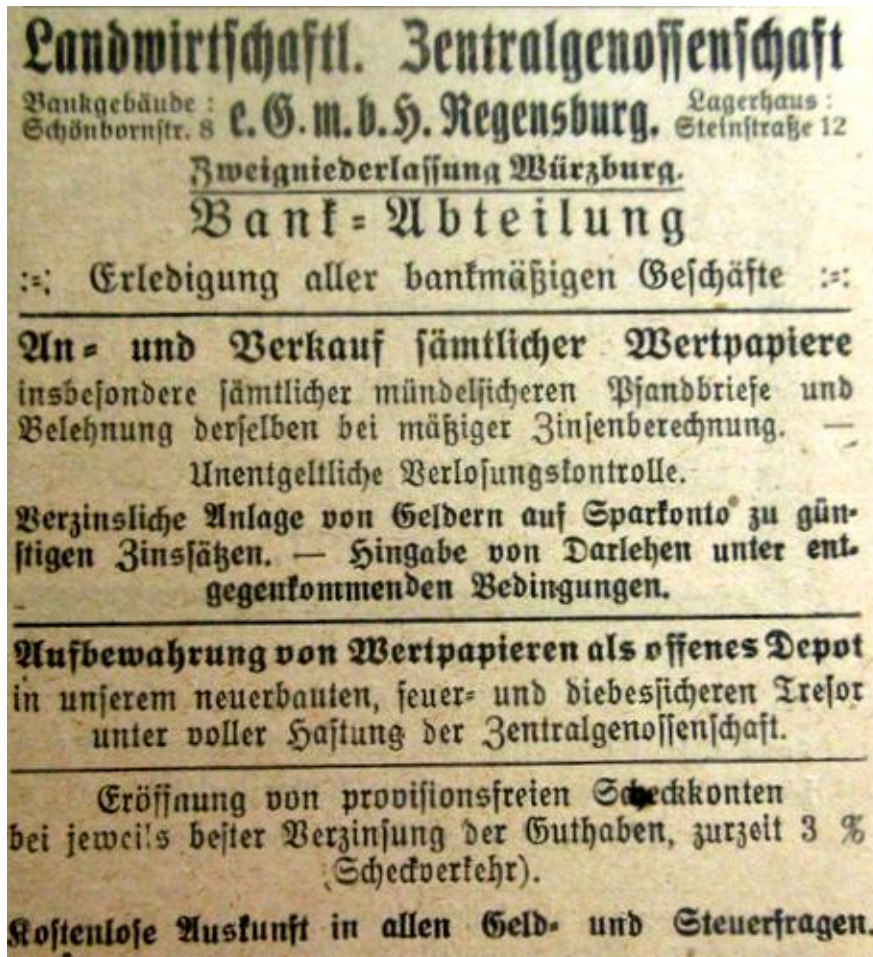 Landwirtschaftl. Zentralgenossenschaft
Bankgebäude :
Schönbornstr. 8
e. G. m. b. H. Regensburg.
Lagerhaus :
Steinstraße 12
Zweigniederlassung Würzburg.
Bank = Abteilung
:=: Erledigung aller bankmäßigen Geschäfte :=:
An = und Verkauf sämtlicher Wertpapiere
insbesondere sämtlicher mündelsicheren Pfandbriefe und
Belehnung derselben bei mäßiger Zinsenberechnung. —
Unentgeltliche Verlosungskontrolle.
Verzinsliche Anlage von Geldern auf Sparkonto zu gün-
stigen Zinssätzen. — Hingabe von Darlehen unter ent-
gegenkommenden Bedingungen.
Aufbewahrung von Wertpapieren als offenes Depot
in unserem neuerbauten, feuer= und diebessicheren Tresor
unter voller Haftung der Zentralgenossenschaft.
Eröffnung von provisionsfreien Scheckkonten
bei jeweils bester Verzinsung der Guthaben, zurzeit 3 %
(Scheckverkehr).
Kostenlose Auskunft in allen Geld- und Steuerfragen.